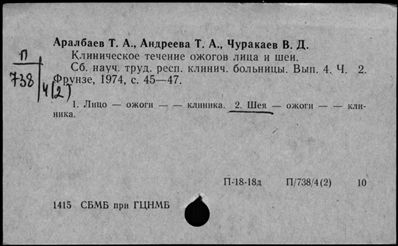 Аралбаев Т. А., Андреева Т. А., Чуракаев В. Д.
Клиническое течение ожогов лица и шеи.
Сб. науч. труд. респ. клинич. больницы. Вып. 4. Ч. 2.
Фрунзе, 1974, с. 45—47.
П
738
4(2)
1. Лицо — ожоги — — клиника. 2. Шея — ожоги — — кли-
ника.
П-18-18д П/738/4(2) 10
1415 СБМБ при ГЦНМБ